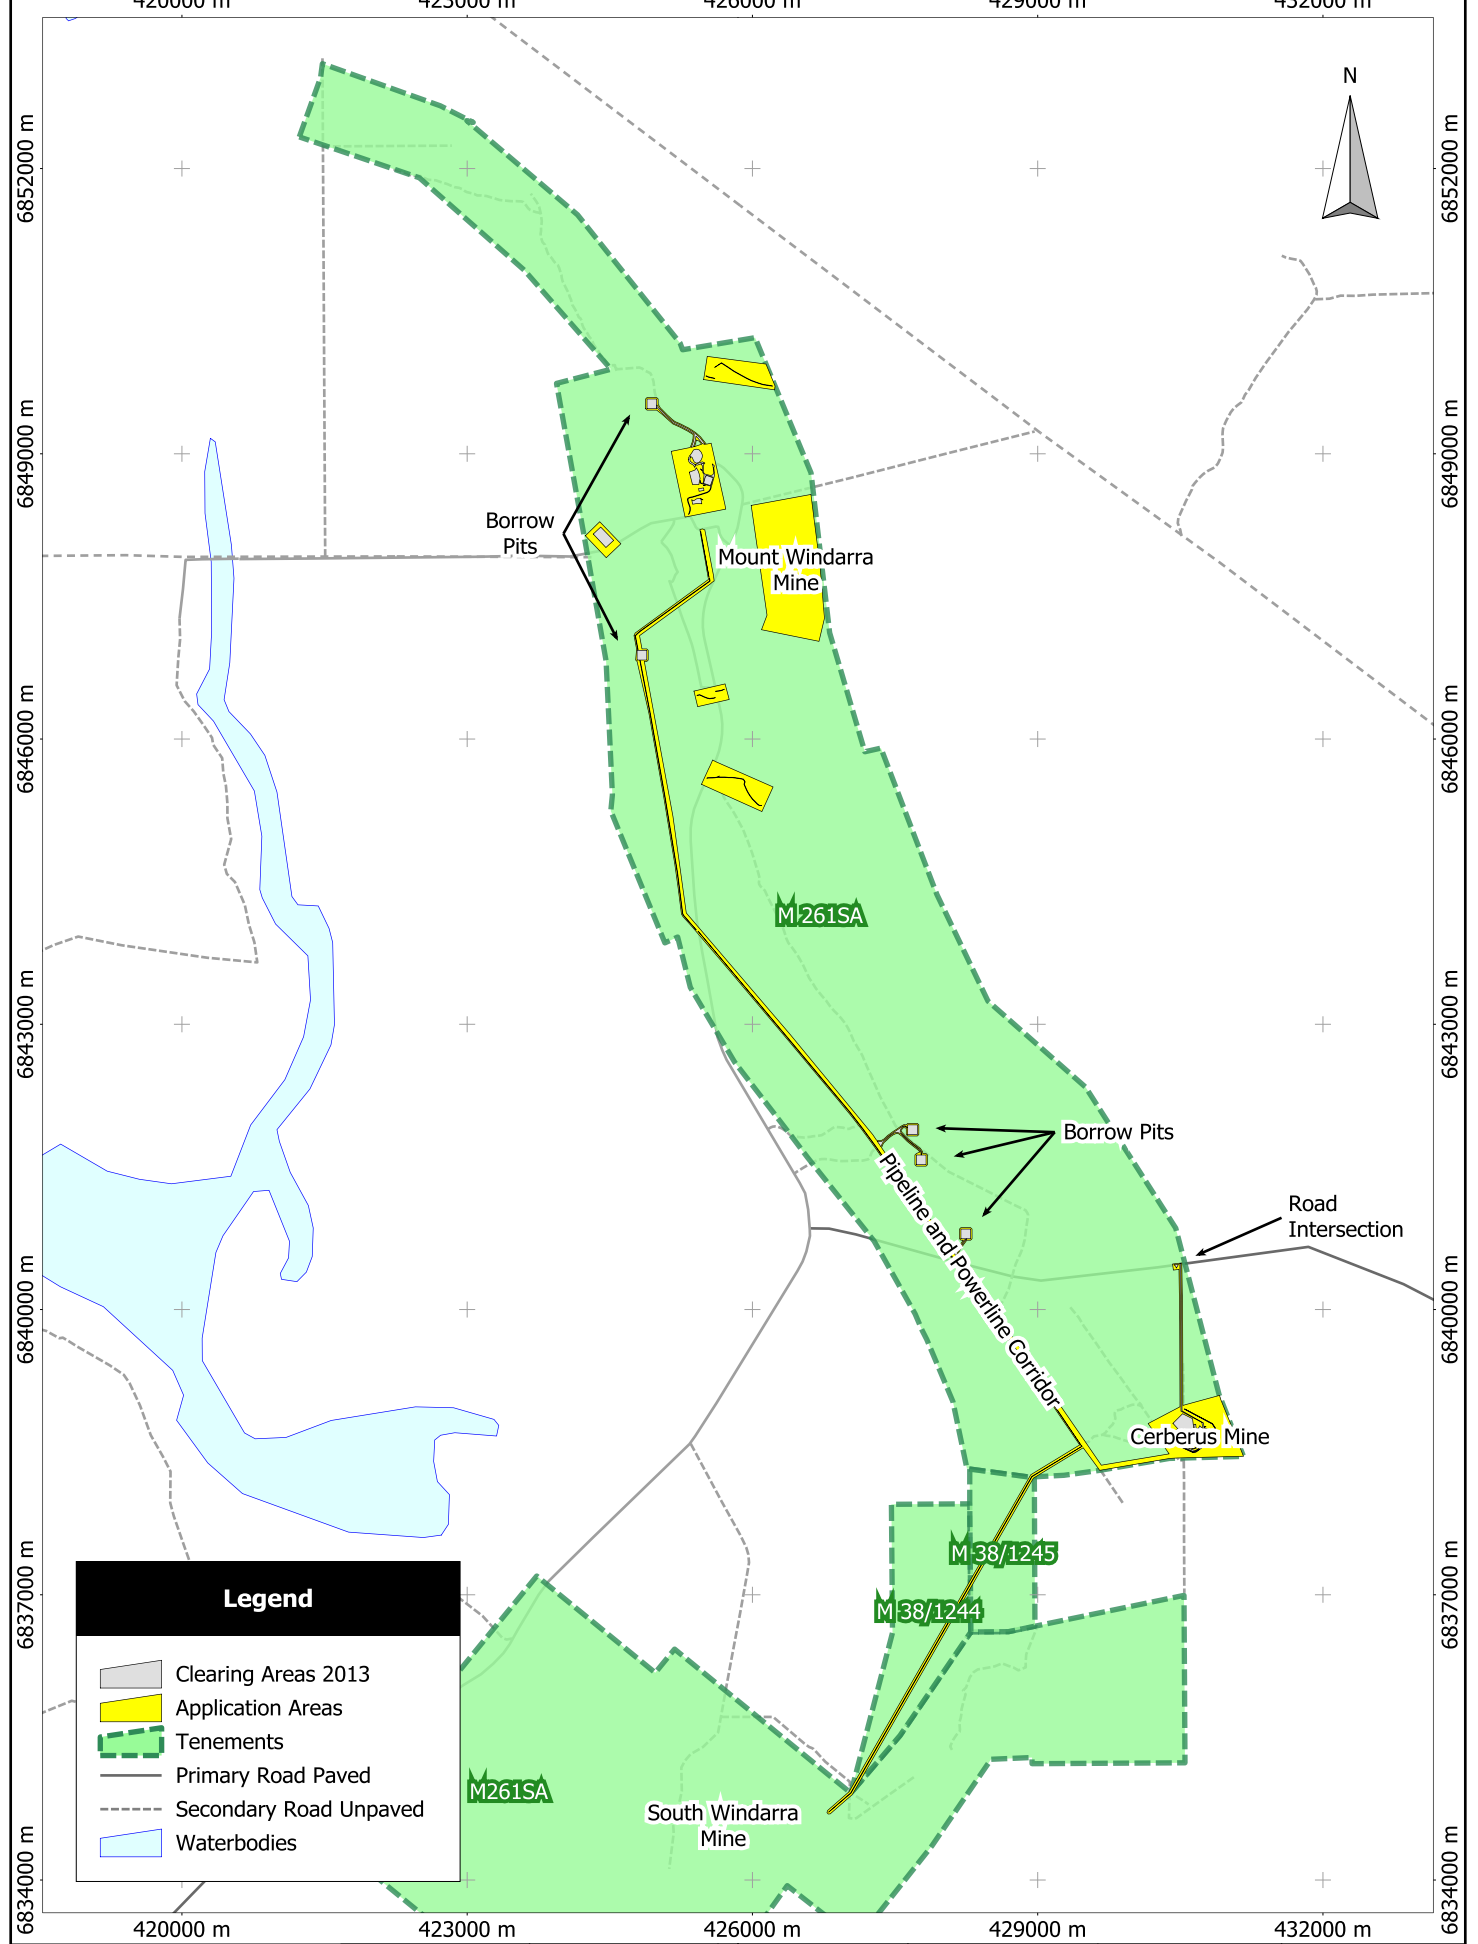 420000 m
423000 m
426000 m
429000 m
432000 m
N
6852000 m
6852000 m
6849000 m
6849000 m
Borrow
Pits
Mount Windarra
Mine
6846000 m
6846000 m
M 261SA
6843000 m
6843000 m
Borrow Pits
Pipeline and Powerline Corridor
Road
Intersection
6840000 m
6840000 m
Cerberus Mine
M 38/1245
M 38/1244
6837000 m
6837000 m
Legend
Clearing Areas 2013
Application Areas
Tenements
Primary Road Paved
Secondary Road Unpaved
Waterbodies
M261SA
South Windarra
Mine
6834000 m
6834000 m
420000 m
423000 m
426000 m
429000 m
432000 m